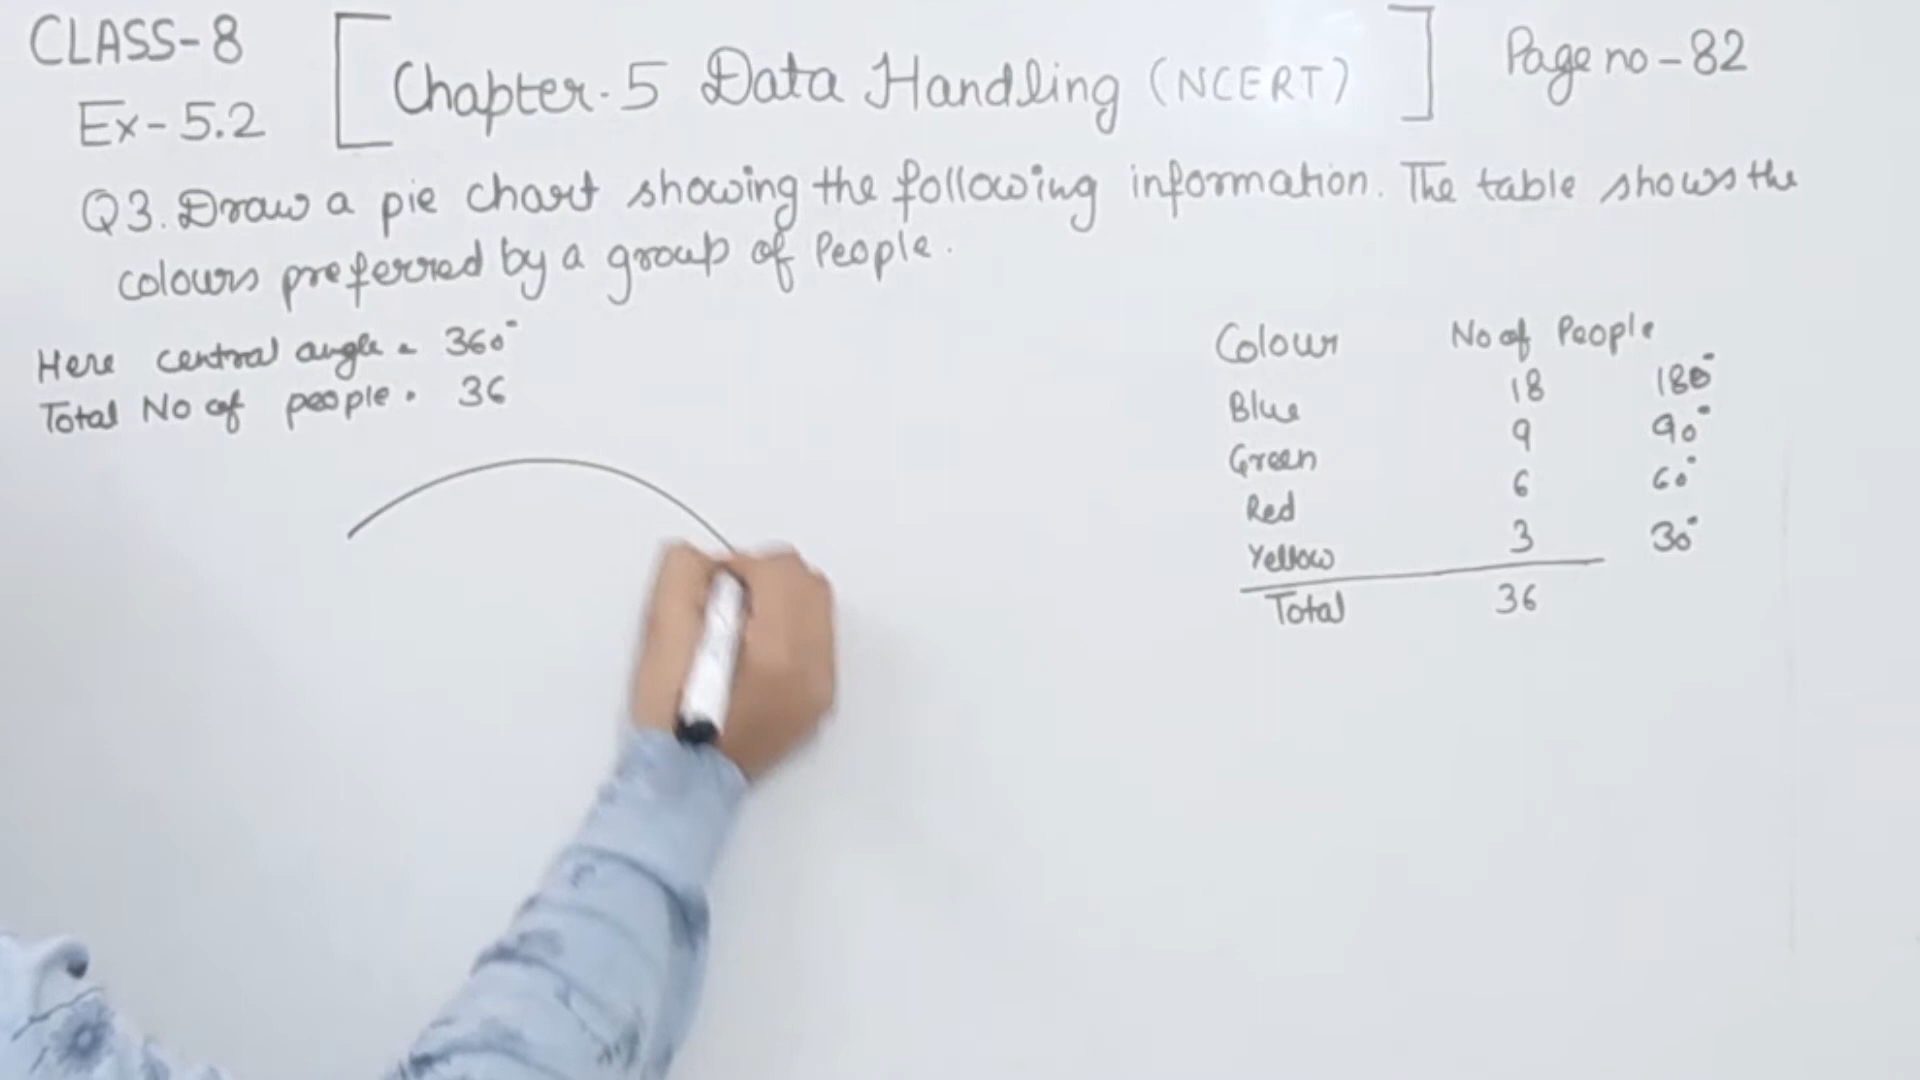 CLASS-8
Ex-5.2
Chapter-5 Data Handling (NCERT)
Page no-82
Q3. Draw a pie chart showing the following information. The table shows the
colours preferred by a group of People.
Here central angle = 360°
Total No of people = 36
Colour No of People
Blue 18 180°
Green 9 90°
Red 6 60°
Yellow 3 30°
Total 36